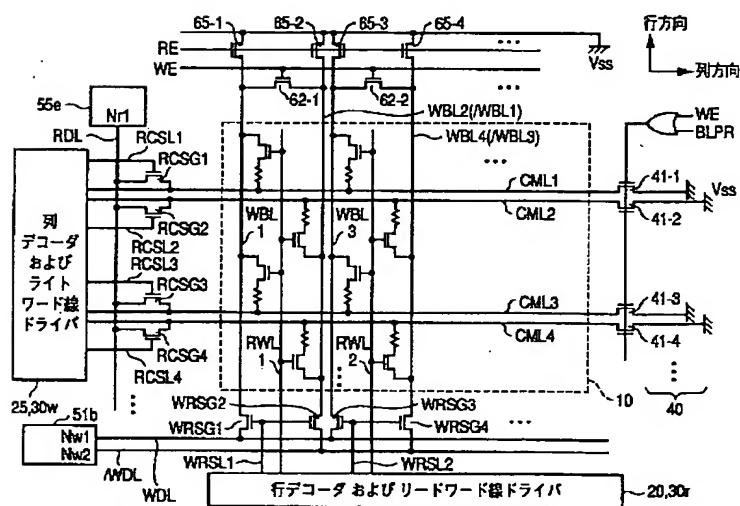 65-1
65-2
65-3
65-4
RE
WE
Vss
行方向
列方向
62-1
62-2
WBL2(/WBL1)
WBL4(/WBL3)
WE
BLPR
55e
Nr1
RDL
RCSL1
RCSG1
CML1
CML2
41-1
Vss
41-2
列
デコーダ
および
ライト
ワード線
ドライバ
RCSG2
RCSL2
RCSL3
RCSG3
WBL
1
WBL
3
CML3
CML4
41-3
41-4
RCSG4
RCSL4
RWL
1
RWL
2
25,30w
10
40
51b
Nw1
Nw2
WRSG2
WRSG1
WRSG3
WRSG4
/WDL
WDL
WRSL1
WRSL2
行デコーダ および リードワード線ドライバ
20,30r